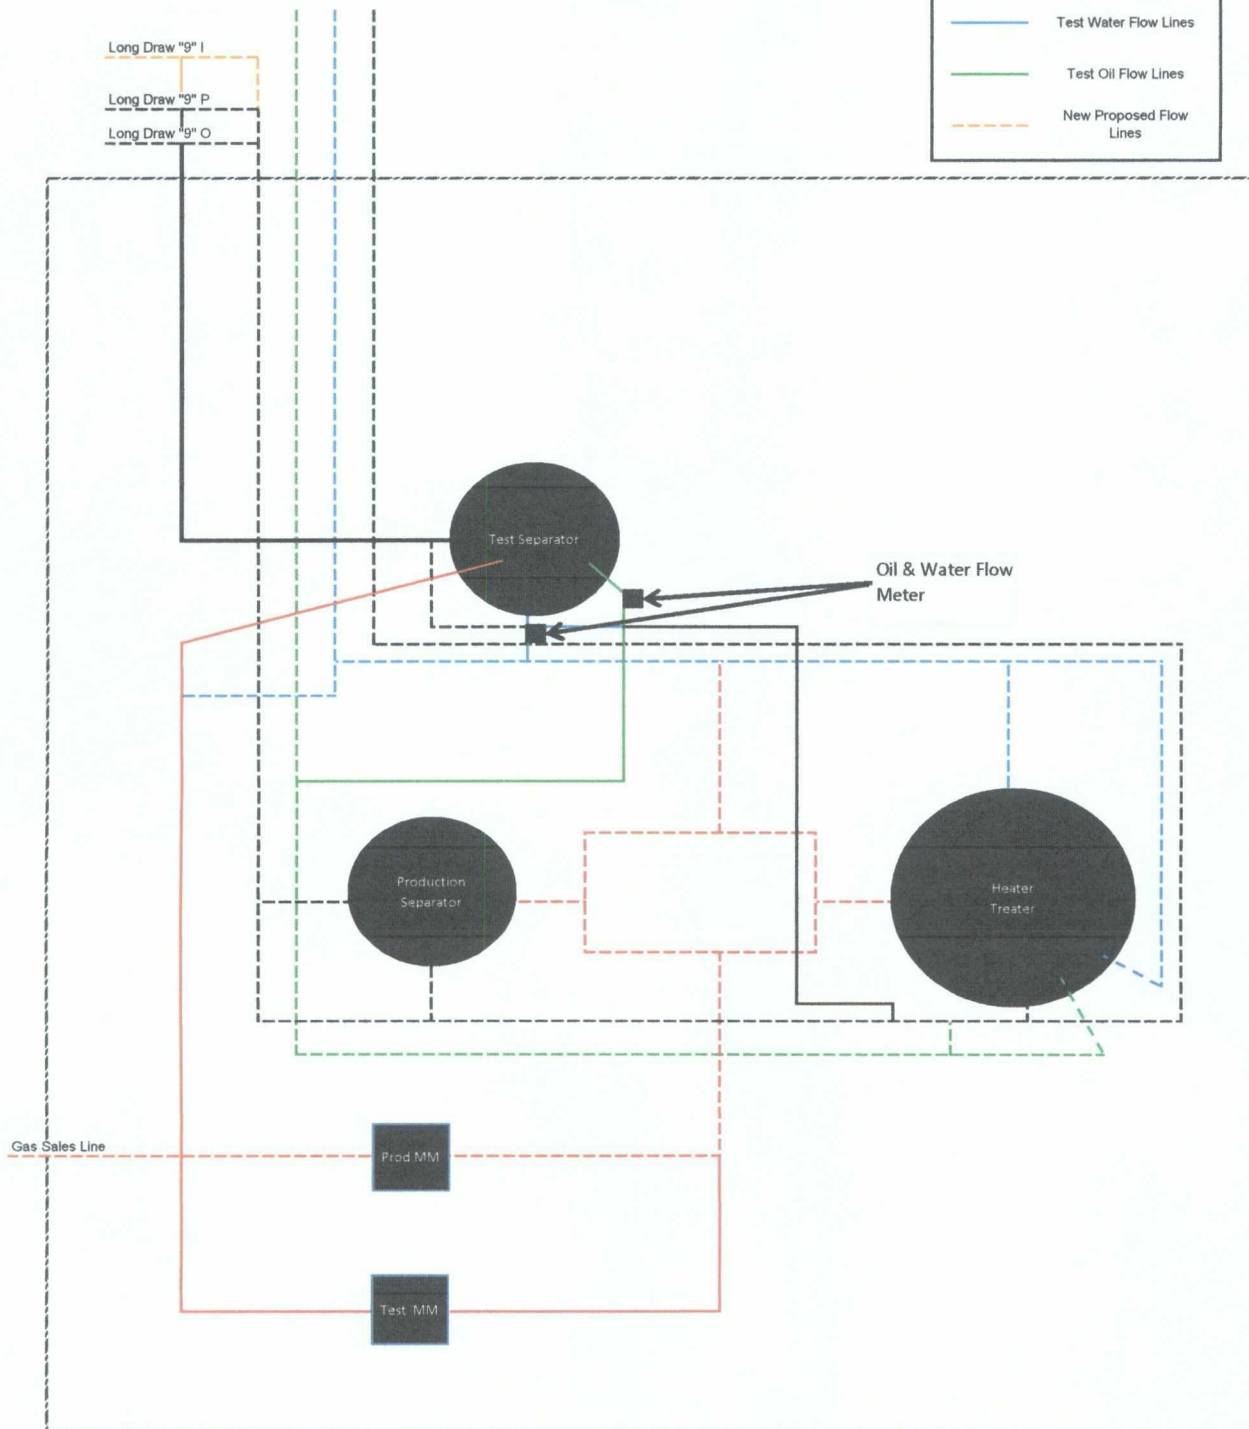 Test Water Flow Lines
Long Draw "9" I
Test Oil Flow Lines
Long Draw "9" P
New Proposed Flow
Lines
Long Draw "9" O
Test Separator
Oil & Water Flow
Meter
Production
Separator
Heater
Treater
Gas Sales Line
Prod MM
Test MM